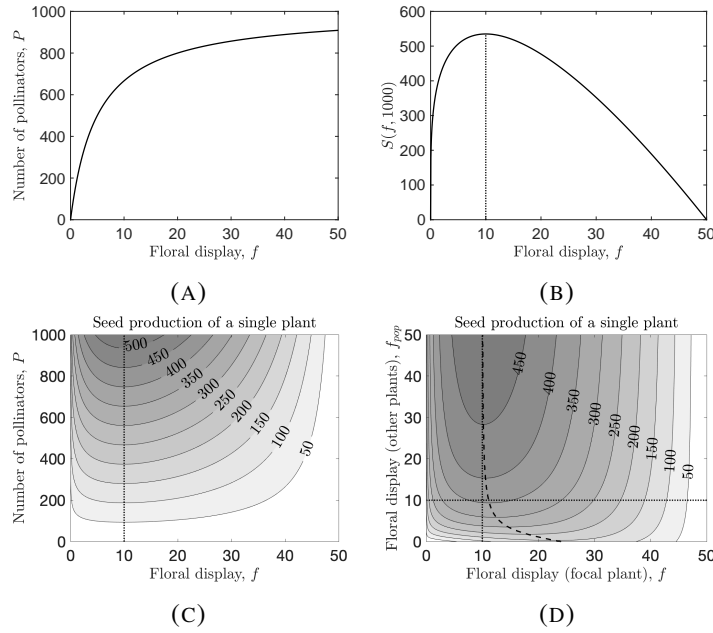 1000
800
600
400
200
0
Number of pollinators, P
0 10 20 30 40 50
Floral display, f
(A)
600
500
400
300
200
100
0
S(f, 1000)
0 10 20 30 40 50
Floral display, f
(B)
Seed production of a single plant
1000
800
600
400
200
0
Number of pollinators, P
500
450
400
350
300
250
200
150
100
50
0 10 20 30 40 50
Floral display, f
(C)
Seed production of a single plant
50
40
30
20
10
0
Floral display (other plants), f_pop
450
400
350
300
250
200
150
100
50
0 10 20 30 40 50
Floral display (focal plant), f
(D)